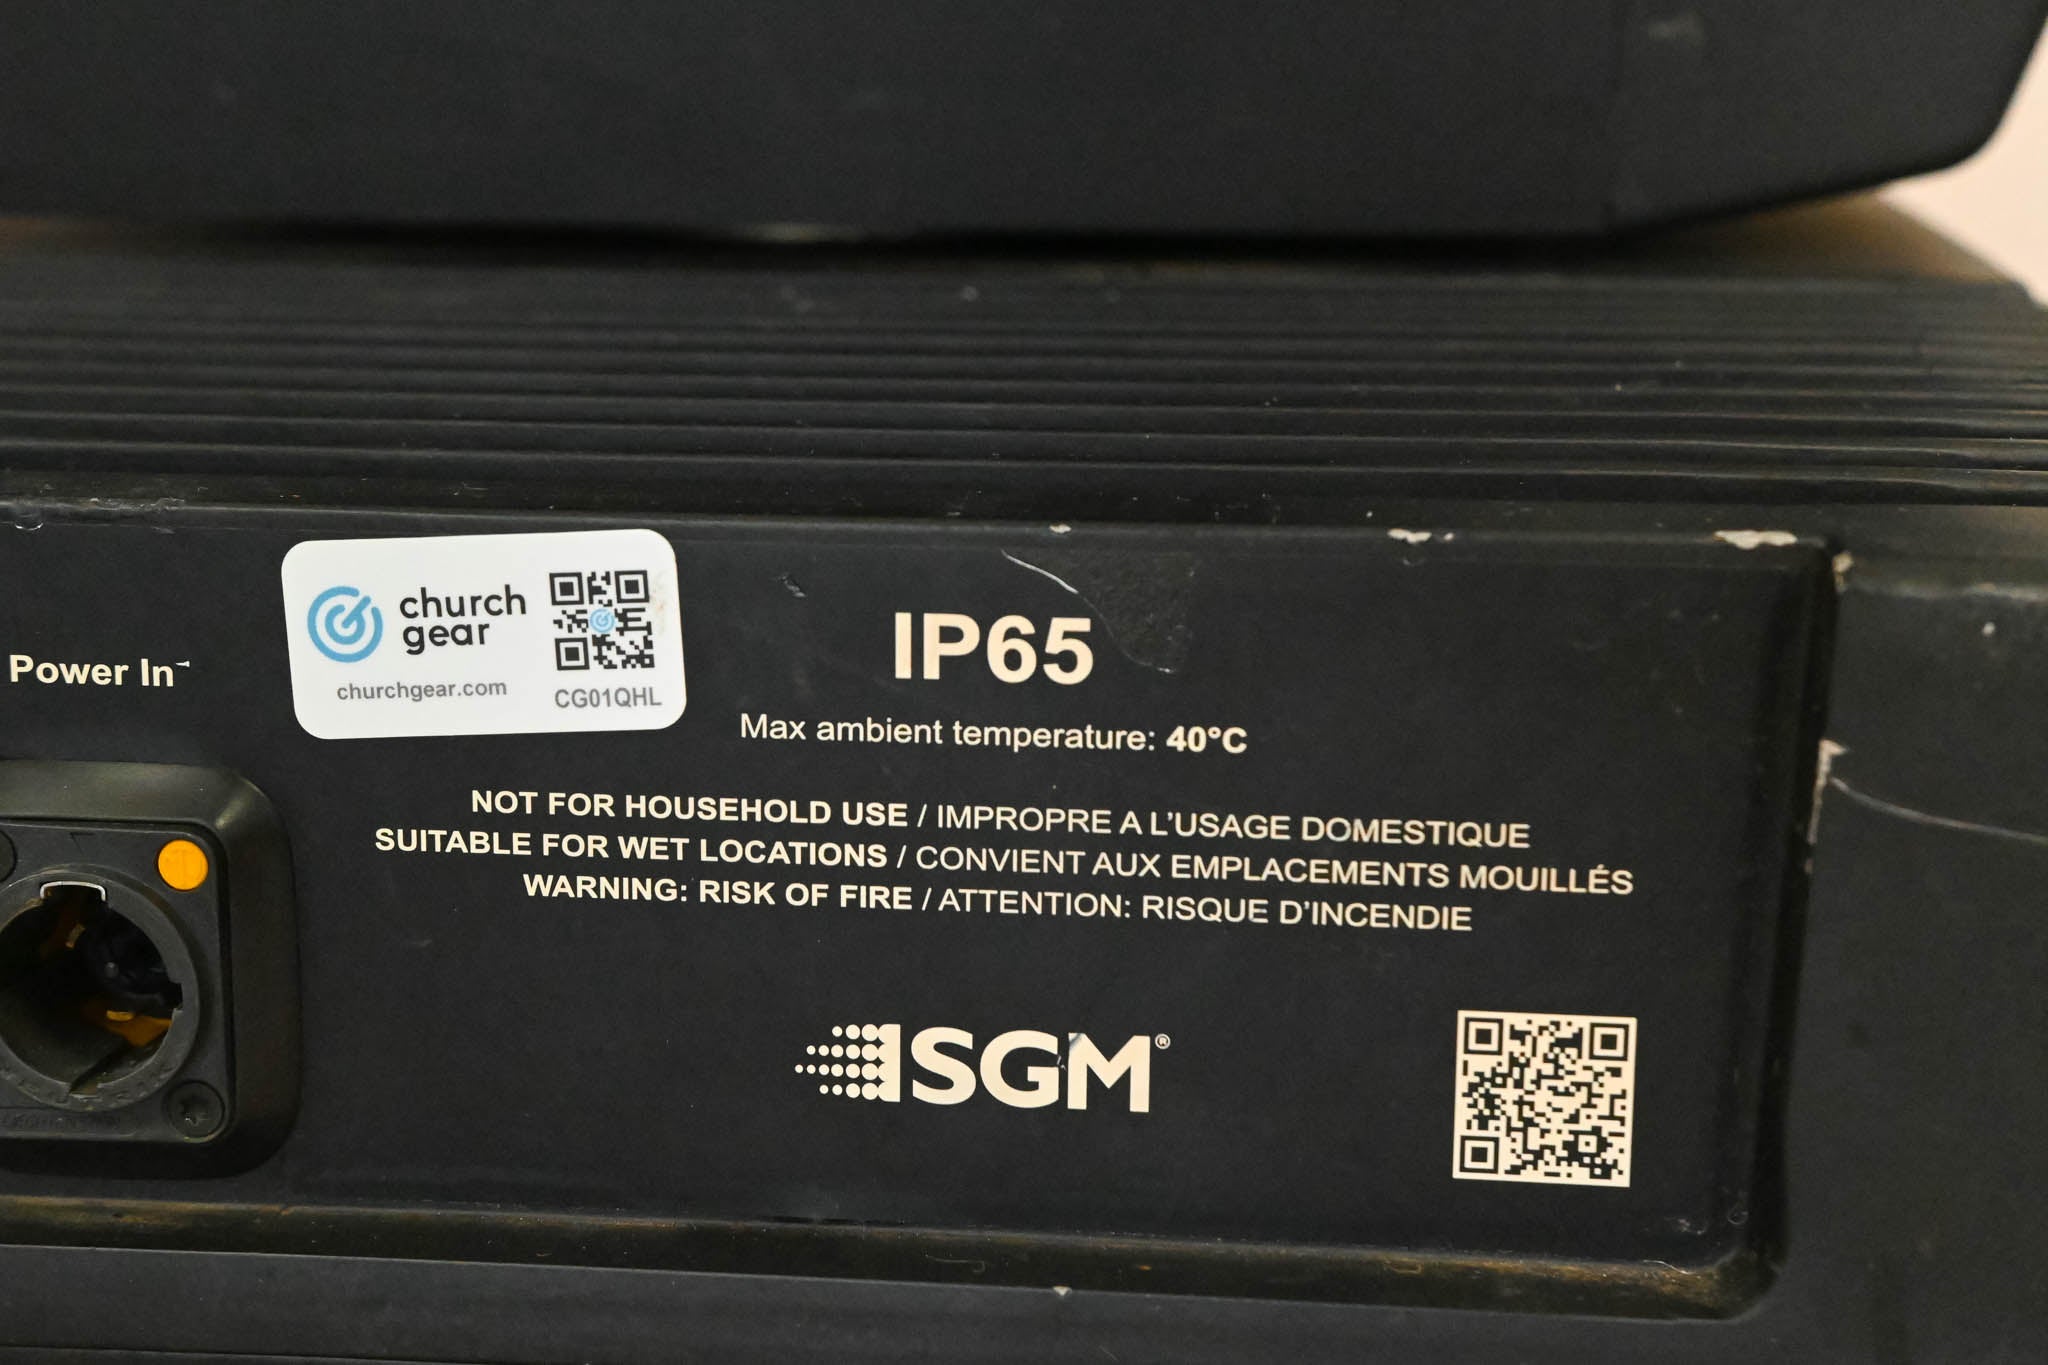 church
gear
churchgear.com
CG01QHL
Power In
IP65
Max ambient temperature: 40°C
NOT FOR HOUSEHOLD USE / IMPROPRE A L'USAGE DOMESTIQUE
SUITABLE FOR WET LOCATIONS / CONVIENT AUX EMPLACEMENTS MOUILLÉS
WARNING: RISK OF FIRE / ATTENTION: RISQUE D'INCENDIE
SGM®